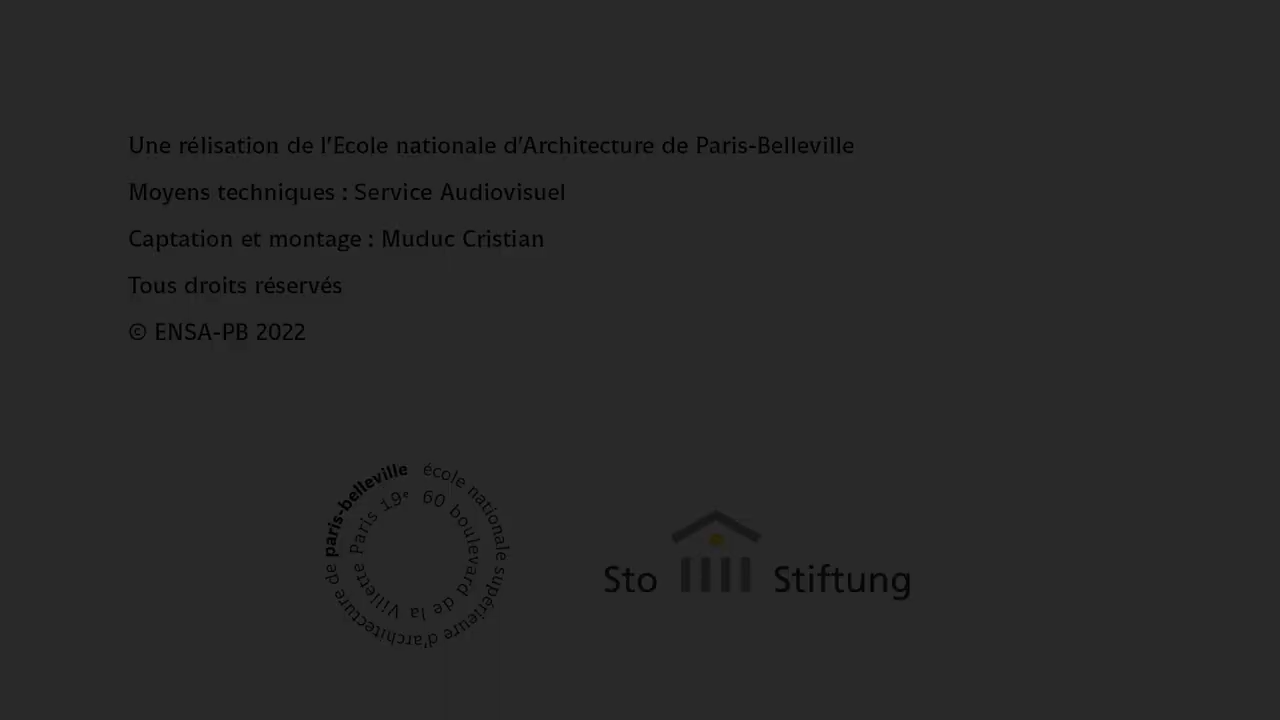 Une rélisation de l'Ecole nationale d'Architecture de Paris-Belleville
Moyens techniques : Service Audiovisuel
Captation et montage : Muduc Cristian
Tous droits réservés
© ENSA-PB 2022
école nationale supérieure d'architecture de paris-belleville
60 boulevard de la Villette Paris 19e
Sto Stiftung